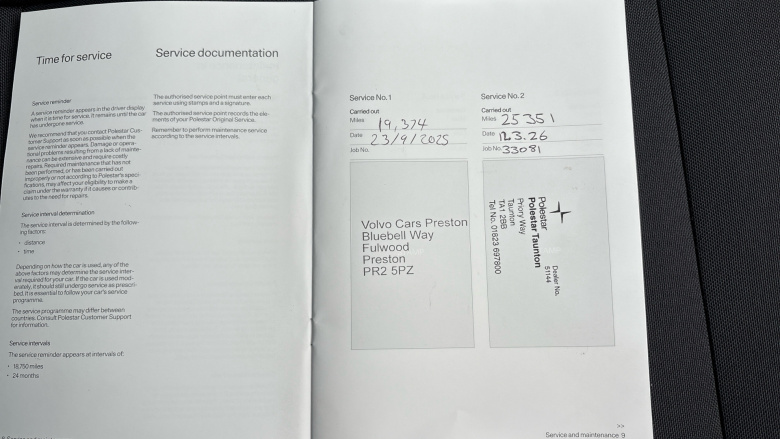 Time for service
Service reminder
A service reminder appears in the driver display
when it is time for service. It remains until the car
has undergone service.
We recommend that you contact Polestar Cus-
tomer Support as soon as possible when the
service reminder appears. Damage or opera-
tional problems resulting from a lack of mainte-
nance can be extensive and require costly
repairs. Required maintenance that has not
been performed, or has been carried out
improperly or not according to Polestar's speci-
fications, may affect your eligibility to make a
claim under the warranty if it causes or contrib-
utes to the need for repairs.
Service interval determination
The service interval is determined by the follow-
ing factors:
• distance
• time
Depending on how the car is used, any of the
above factors may determine the service inter-
val required for your car. If the car is used mod-
erately, it should still undergo service as prescri-
bed. It is essential to follow your car's service
programme.
The service programme may differ between
countries. Consult Polestar Customer Support
for information.
Service intervals
The service reminder appears at intervals of:
• 18,750 miles
• 24 months
Service documentation
The authorised service point must enter each
service using stamps and a signature.
The authorised service point records the ele-
ments of your Polestar Original Service.
Remember to perform maintenance service
according to the service intervals.
Service No. 1
Carried out
Miles 19,374
Date 23/9/2025
Job No.
Volvo Cars Preston
Bluebell Way
Fulwood
Preston
PR2 5PZ
Service No. 2
Carried out
Miles 25351
Date 12.3.26
Job No. 33081
Dealer No.
51144
Polestar
Polestar Taunton
Priory Way
Taunton
TA1 2BB
Tel No. 01823 697800
>>
Service and maintenance 9